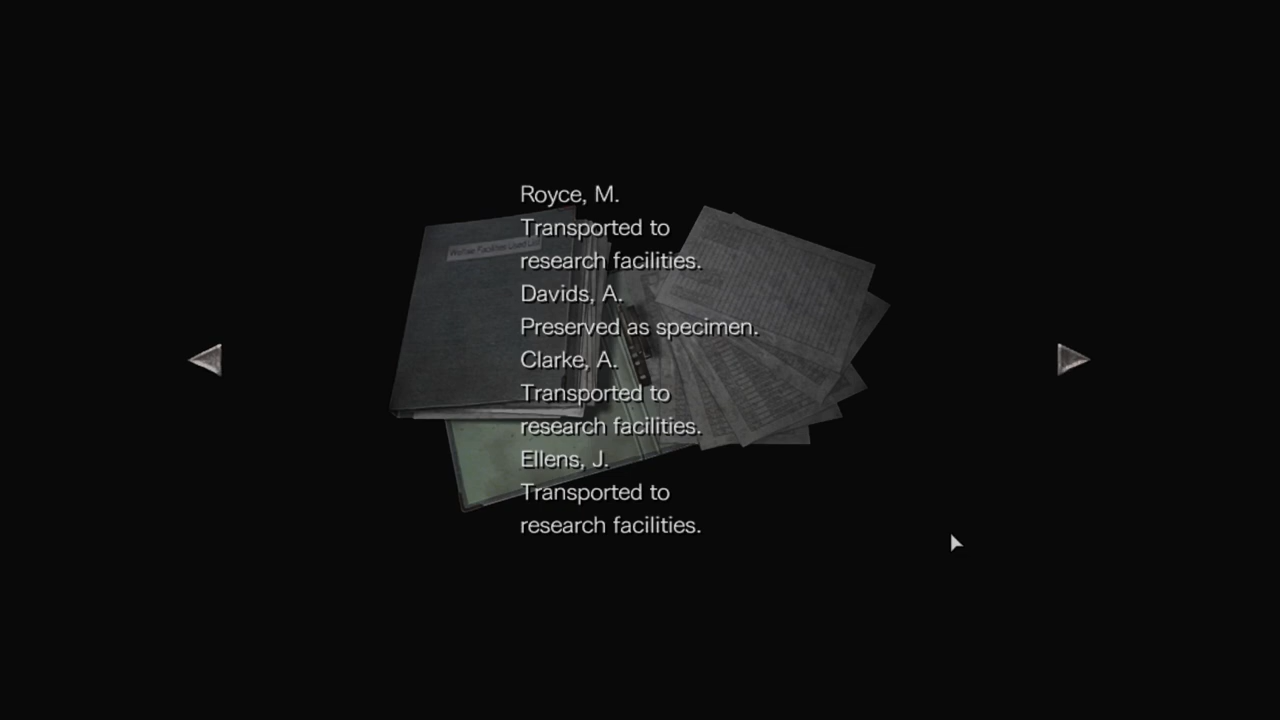 Royce, M.
Transported to
research facilities.
Davids, A.
Preserved as specimen.
Clarke, A.
Transported to
research facilities.
Ellens, J.
Transported to
research facilities.